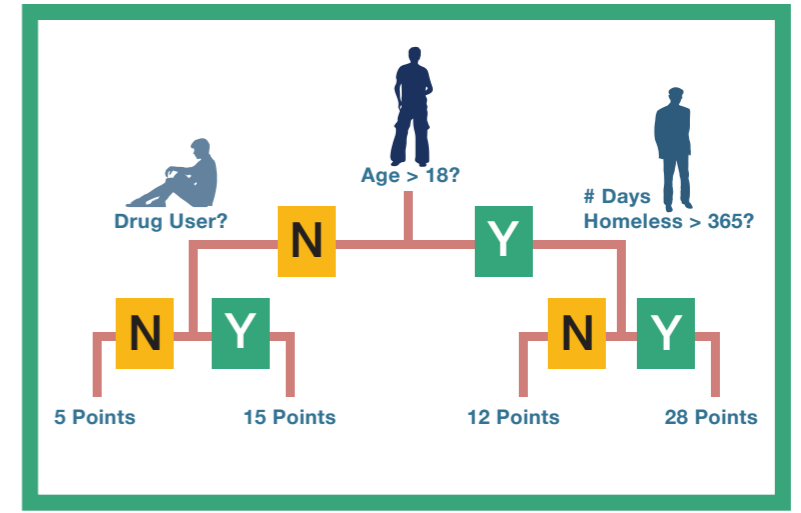 Age > 18?
Drug User?
# Days
Homeless > 365?
N
Y
N
Y
N
Y
5 Points
15 Points
12 Points
28 Points